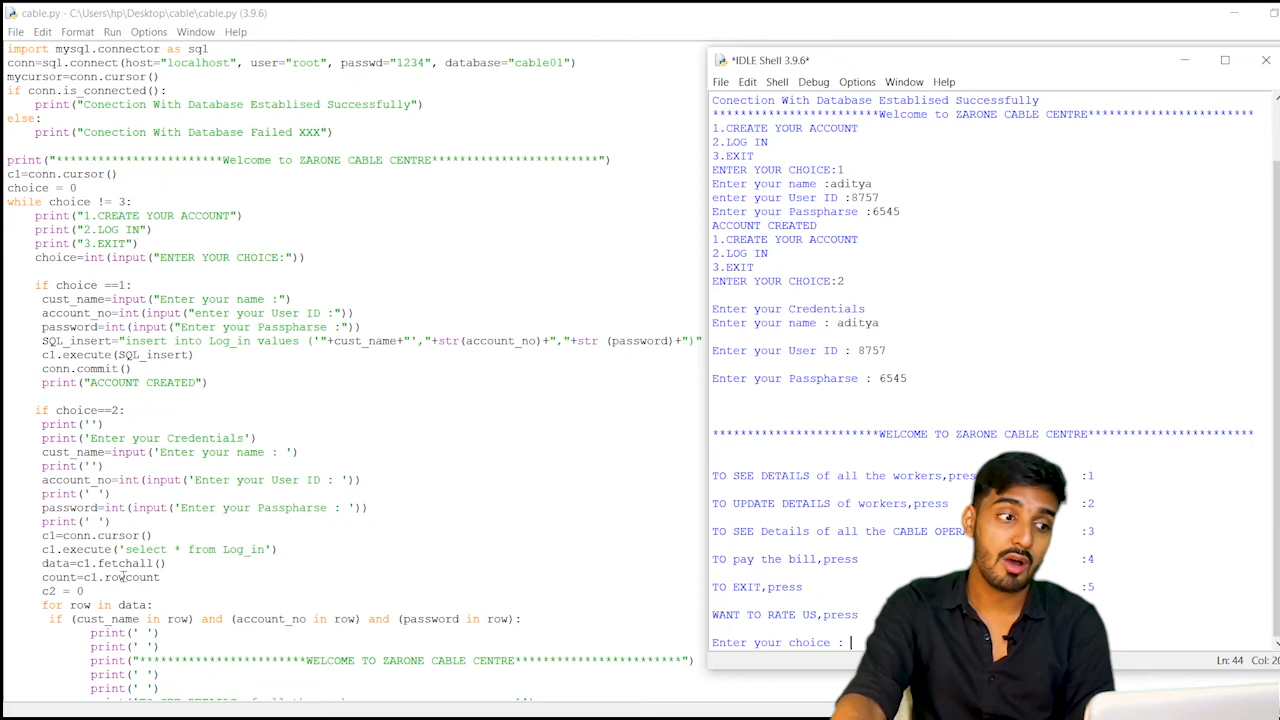 cable.py - C:\Users\hp\Desktop\cable\cable.py (3.9.6)
File Edit Format Run Options Window Help
import mysql.connector as sql
conn=sql.connect(host="localhost", user="root", passwd="1234", database="cable01")
mycursor=conn.cursor()
if conn.is_connected():
print("Conection With Database Establised Successfully")
else:
print("Conection With Database Failed XXX")
print("************************Welcome to ZARONE CABLE CENTRE************************")
c1=conn.cursor()
choice = 0
while choice != 3:
print("1.CREATE YOUR ACCOUNT")
print("2.LOG IN")
print("3.EXIT")
choice=int(input("ENTER YOUR CHOICE:"))
if choice ==1:
cust_name=input("Enter your name :")
account_no=int(input("enter your User ID :"))
password=int(input("Enter your Passpharse :"))
SQL_insert="insert into Log_in values ('"+cust_name+"',"+str(account_no)+","+str (password)+")"
c1.execute(SQL_insert)
conn.commit()
print("ACCOUNT CREATED")
if choice==2:
print('')
print('Enter your Credentials')
cust_name=input('Enter your name : ')
print('')
account_no=int(input('Enter your User ID : '))
print(' ')
password=int(input('Enter your Passpharse : '))
print(' ')
c1=conn.cursor()
c1.execute('select * from Log_in')
data=c1.fetchall()
count=c1.rowcount
c2 = 0
for row in data:
if (cust_name in row) and (account_no in row) and (password in row):
print(' ')
print(' ')
print("************************WELCOME TO ZARONE CABLE CENTRE************************")
print(' ')
print(' ')
*IDLE Shell 3.9.6*
File Edit Shell Debug Options Window Help
Conection With Database Establised Successfully
************************Welcome to ZARONE CABLE CENTRE************************
1.CREATE YOUR ACCOUNT
2.LOG IN
3.EXIT
ENTER YOUR CHOICE:1
Enter your name :aditya
enter your User ID :8757
Enter your Passpharse :6545
ACCOUNT CREATED
1.CREATE YOUR ACCOUNT
2.LOG IN
3.EXIT
ENTER YOUR CHOICE:2
Enter your Credentials
Enter your name : aditya
Enter your User ID : 8757
Enter your Passpharse : 6545
************************WELCOME TO ZARONE CABLE CENTRE************************
TO SEE DETAILS of all the workers,press :1
TO UPDATE DETAILS of workers,press :2
TO SEE Details of all the CABLE :3
TO pay the bill,press :4
TO EXIT,press :5
WANT TO RATE US,press
Enter your choice :
Ln: 44